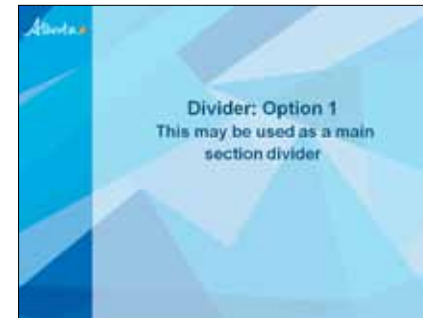 Alberta
Divider: Option 1
This may be used as a main
section divider